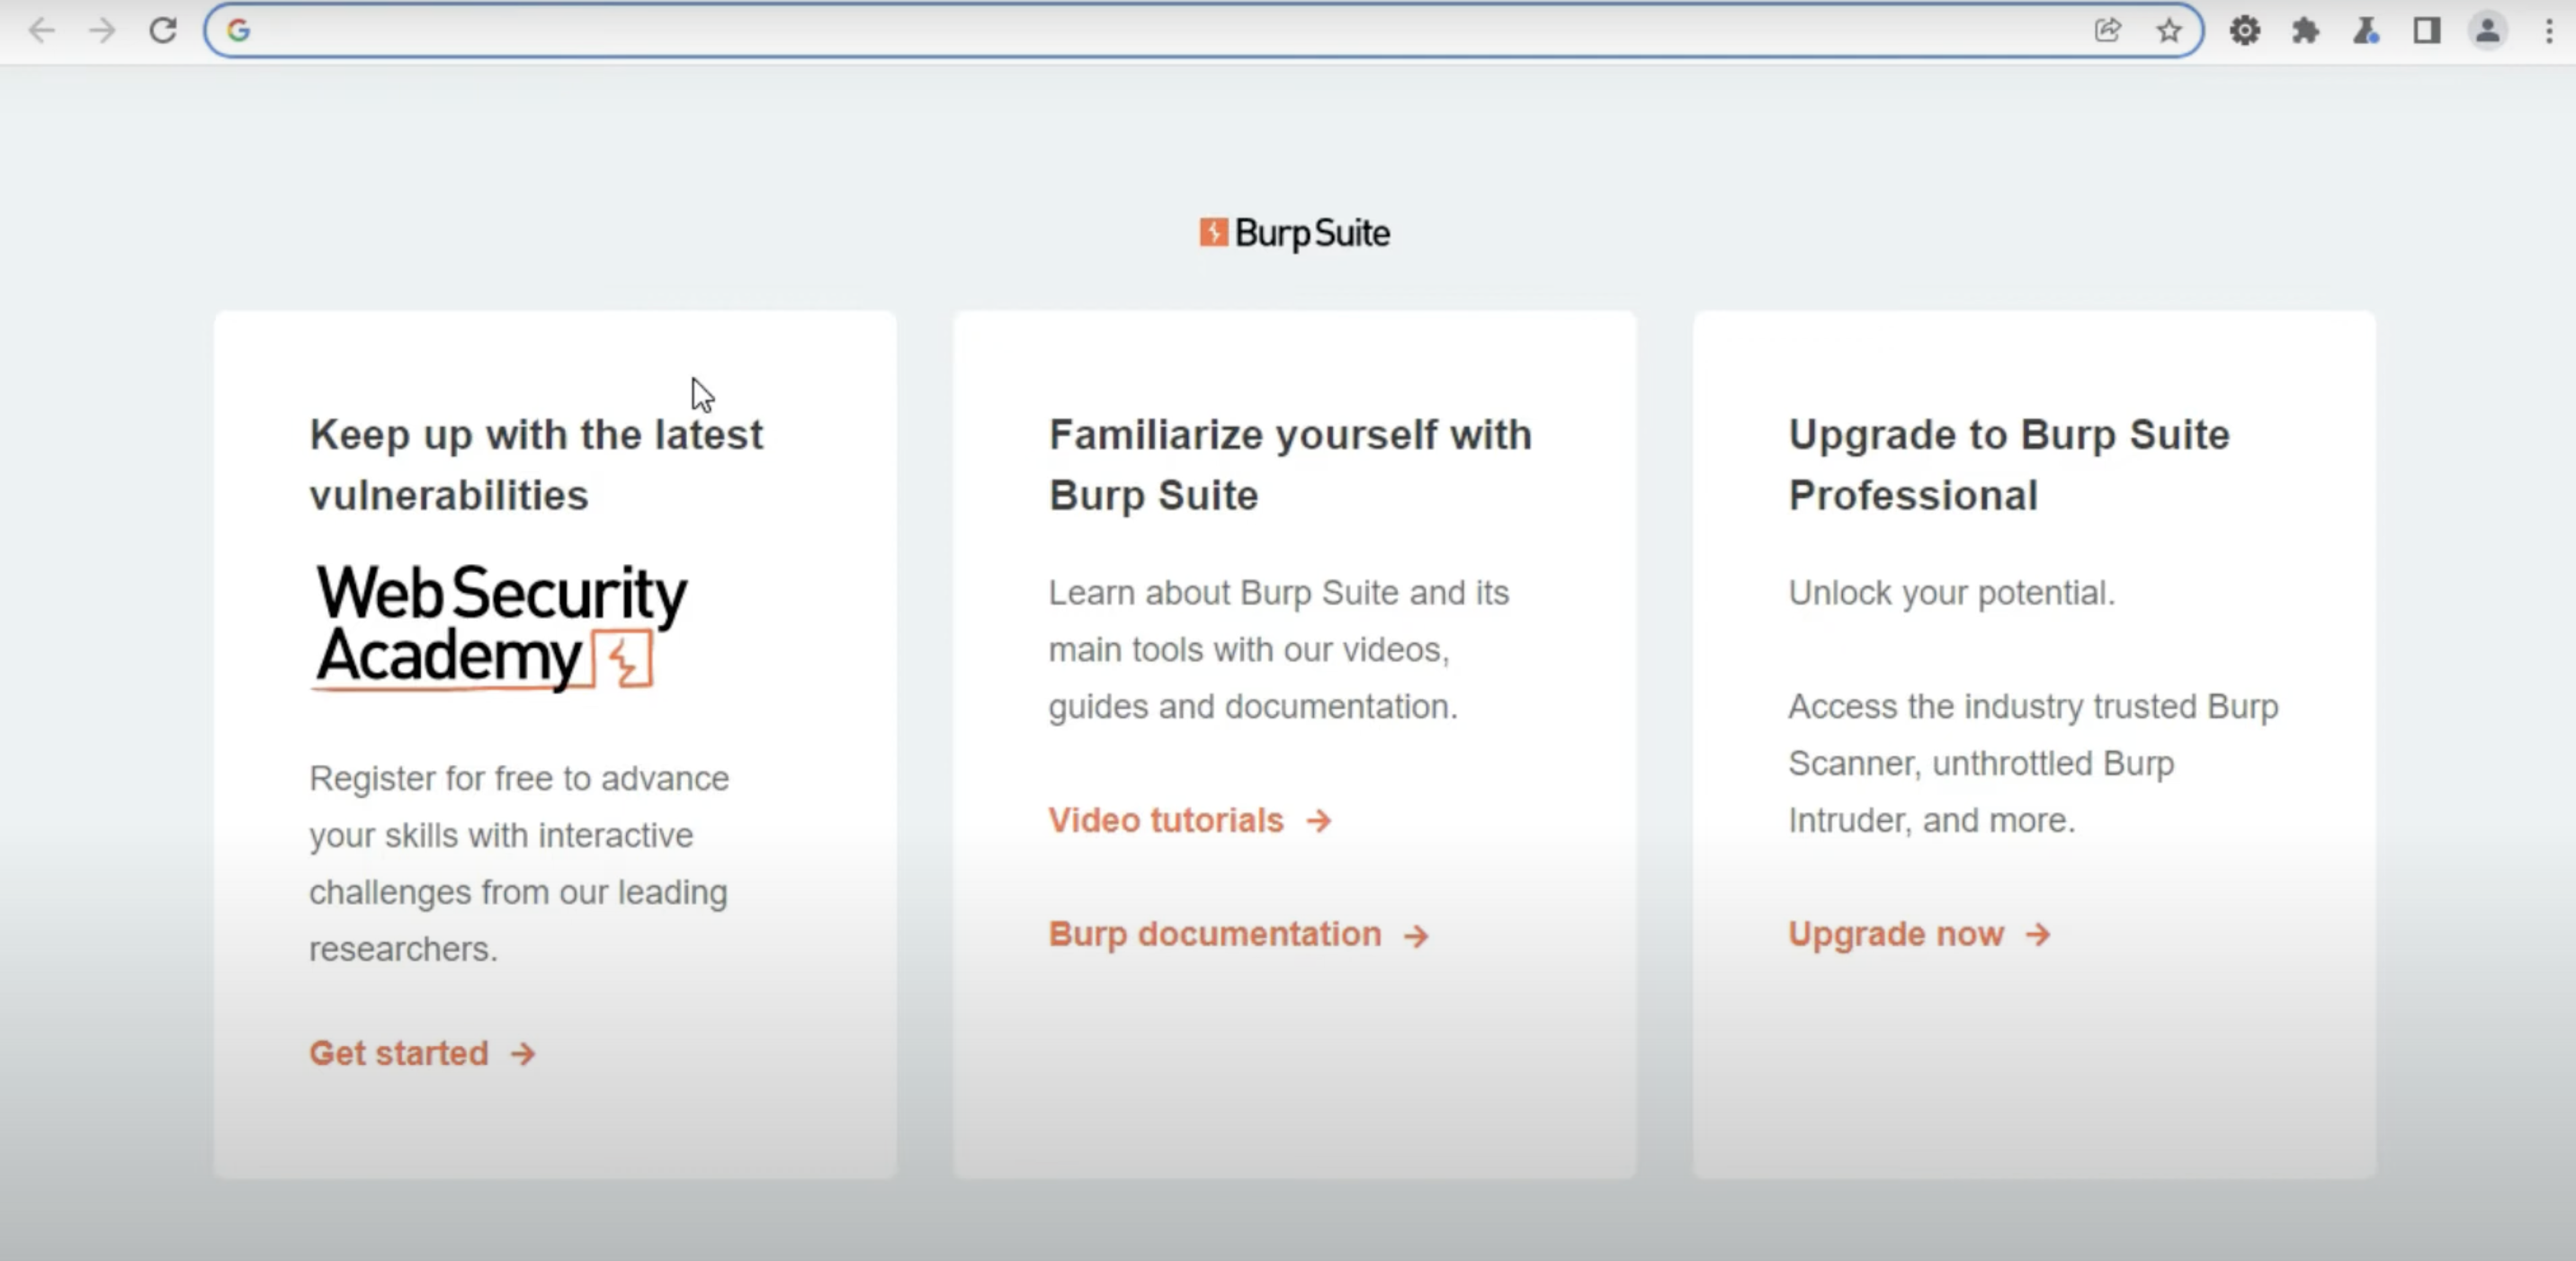 Burp Suite
Keep up with the latest
vulnerabilities
Web Security
Academy
Register for free to advance
your skills with interactive
challenges from our leading
researchers.
Get started →
Familiarize yourself with
Burp Suite
Learn about Burp Suite and its
main tools with our videos,
guides and documentation.
Video tutorials →
Burp documentation →
Upgrade to Burp Suite
Professional
Unlock your potential.
Access the industry trusted Burp
Scanner, unthrottled Burp
Intruder, and more.
Upgrade now →